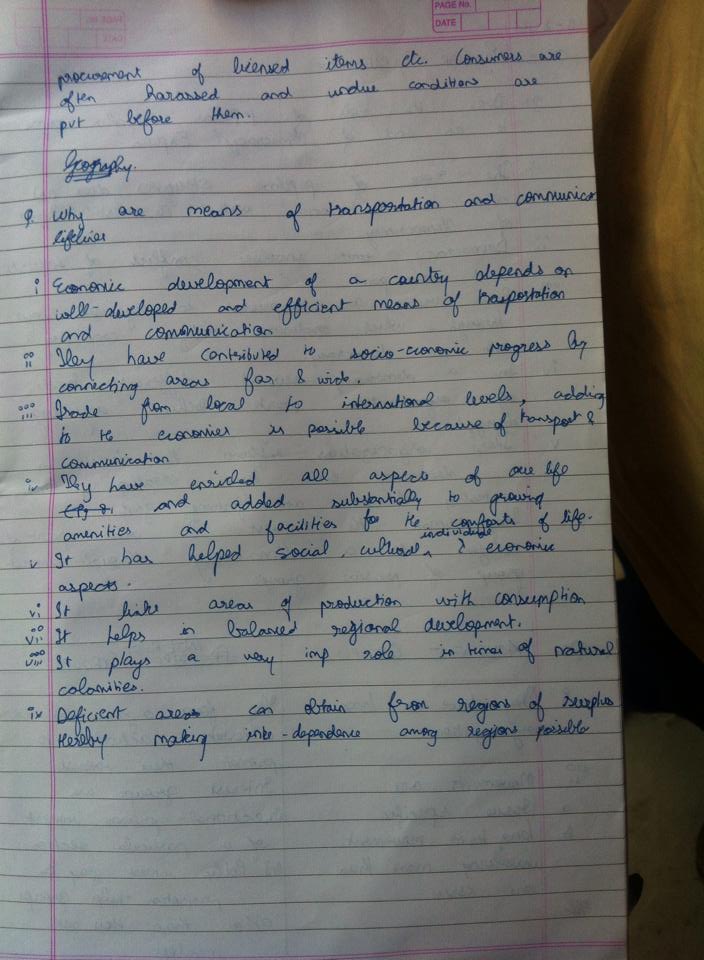 PAGE No.
DATE
procurement of licensed items etc. Consumers are
often harassed and undue conditions are
put before them.
Geography.
Q. Why are means of transportation and communica
lifelines
i Economic development of a country depends on
well-developed and efficient means of traspostation
and communication
ii They have contributed to socio-economic progress by
connecting areas far & wide.
iii Trade from local to international levels, adding
to the economies is possible because of transport &
communication
iv They have enriched all aspects of our life
and added substantially to growing
amenities and facilities for the comforts of life.
v It has helped social, cultural, individual & economic
aspects.
vi It links areas of production with consumption
vii It helps in balanced regional development.
viii It plays a very imp role in times of natural
calamities.
ix Deficient areas can obtain from regions of surplus
thereby making inter-dependence among regions possible